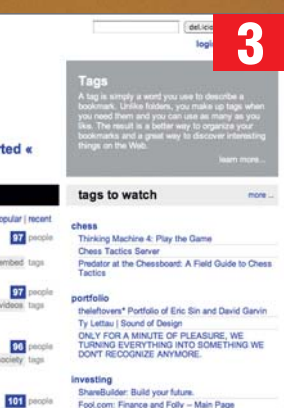 del.icio
3
logi
Tags
A tag is simply a word you use to describe a
bookmark. Unlike folders, you make up tags when
you need them and you can use as many as you
like. The result is a better way to organize your
bookmarks and a great way to discover interesting
things on the Web.
learn more...
rted «
tags to watch
more ...
opular | recent
chess
97 people
Thinking Machine 4: Play the Game
Chess Tactics Server
embed tags
Predator at the Chessboard: A Field Guide to Chess
Tactics
97 people
portfolio
videos tags
theleftovers* Portfolio of Eric Sin and David Garvin
Ty Lettau | Sound of Design
96 people
ONLY FOR A MINUTE OF PLEASURE, WE
TURNING EVERYTHING INTO SOMETHING WE
society tags
DON'T RECOGNIZE ANYMORE.
investing
ShareBuilder: Build your future.
101 people
Fool.com: Finance and Folly – Main Page